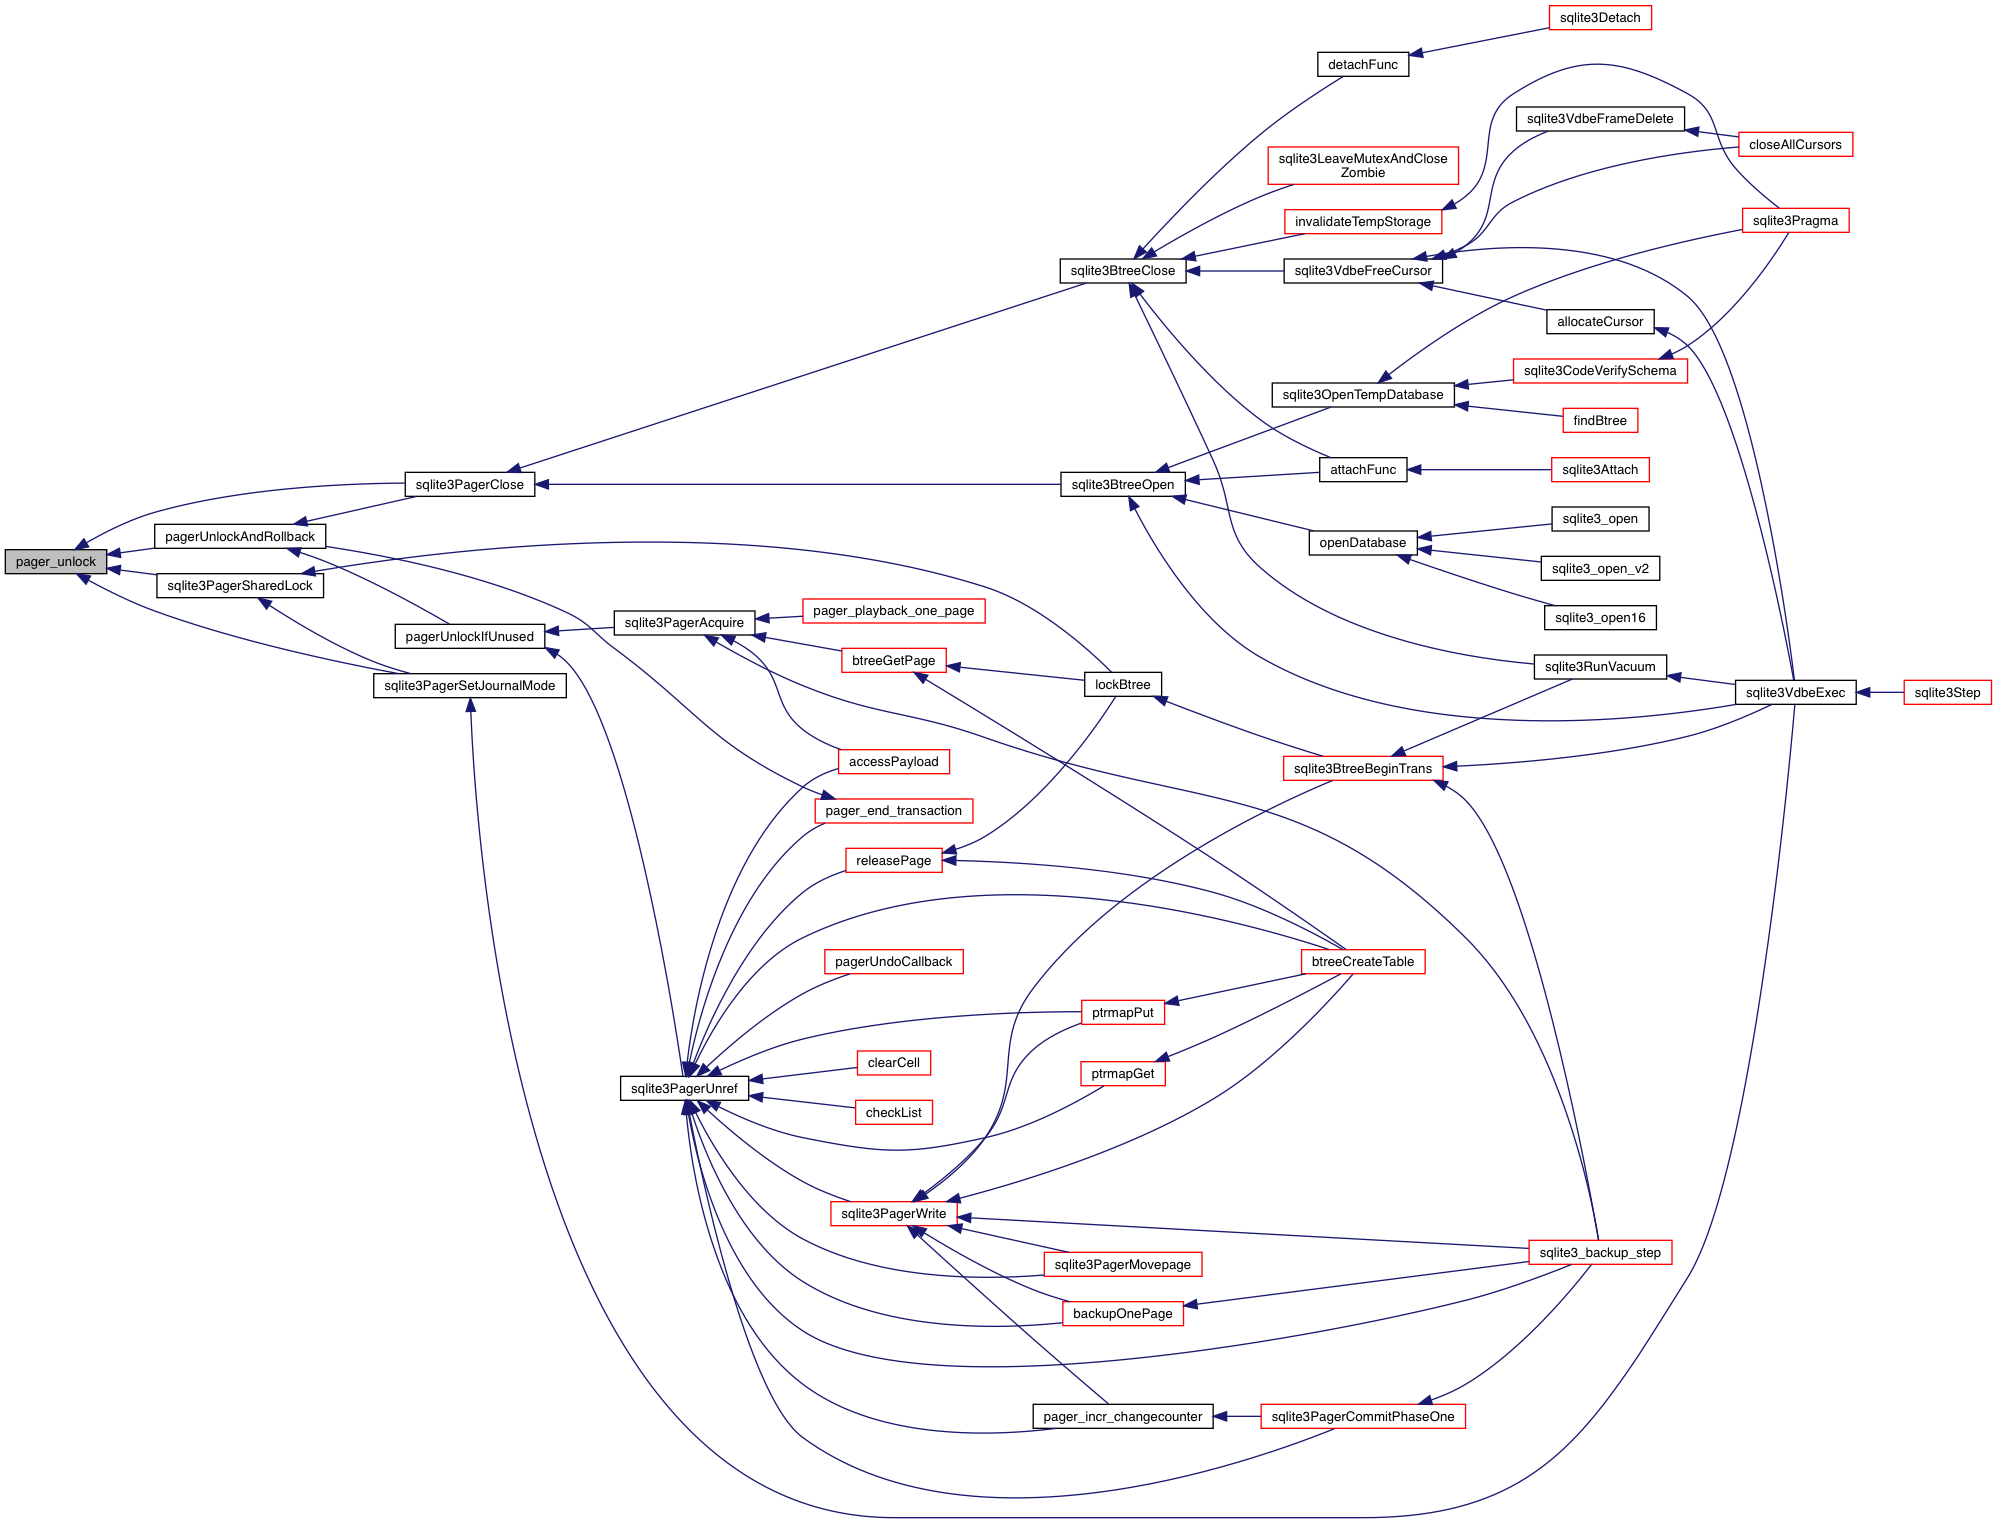 sqlite3Detach
detachFunc
sqlite3VdbeFrameDelete
closeAllCursors
sqlite3LeaveMutexAndClose
Zombie
invalidateTempStorage
sqlite3Pragma
sqlite3BtreeClose
sqlite3VdbeFreeCursor
allocateCursor
sqlite3CodeVerifySchema
sqlite3OpenTempDatabase
findBtree
attachFunc
sqlite3Attach
sqlite3PagerClose
sqlite3BtreeOpen
sqlite3_open
pagerUnlockAndRollback
openDatabase
pager_unlock
sqlite3_open_v2
sqlite3PagerSharedLock
pager_playback_one_page
sqlite3_open16
sqlite3PagerAcquire
pagerUnlockIfUnused
btreeGetPage
sqlite3RunVacuum
sqlite3PagerSetJournalMode
lockBtree
sqlite3VdbeExec
sqlite3Step
accessPayload
sqlite3BtreeBeginTrans
pager_end_transaction
releasePage
pagerUndoCallback
btreeCreateTable
ptrmapPut
clearCell
ptrmapGet
sqlite3PagerUnref
checkList
sqlite3PagerWrite
sqlite3_backup_step
sqlite3PagerMovepage
backupOnePage
pager_incr_changecounter
sqlite3PagerCommitPhaseOne